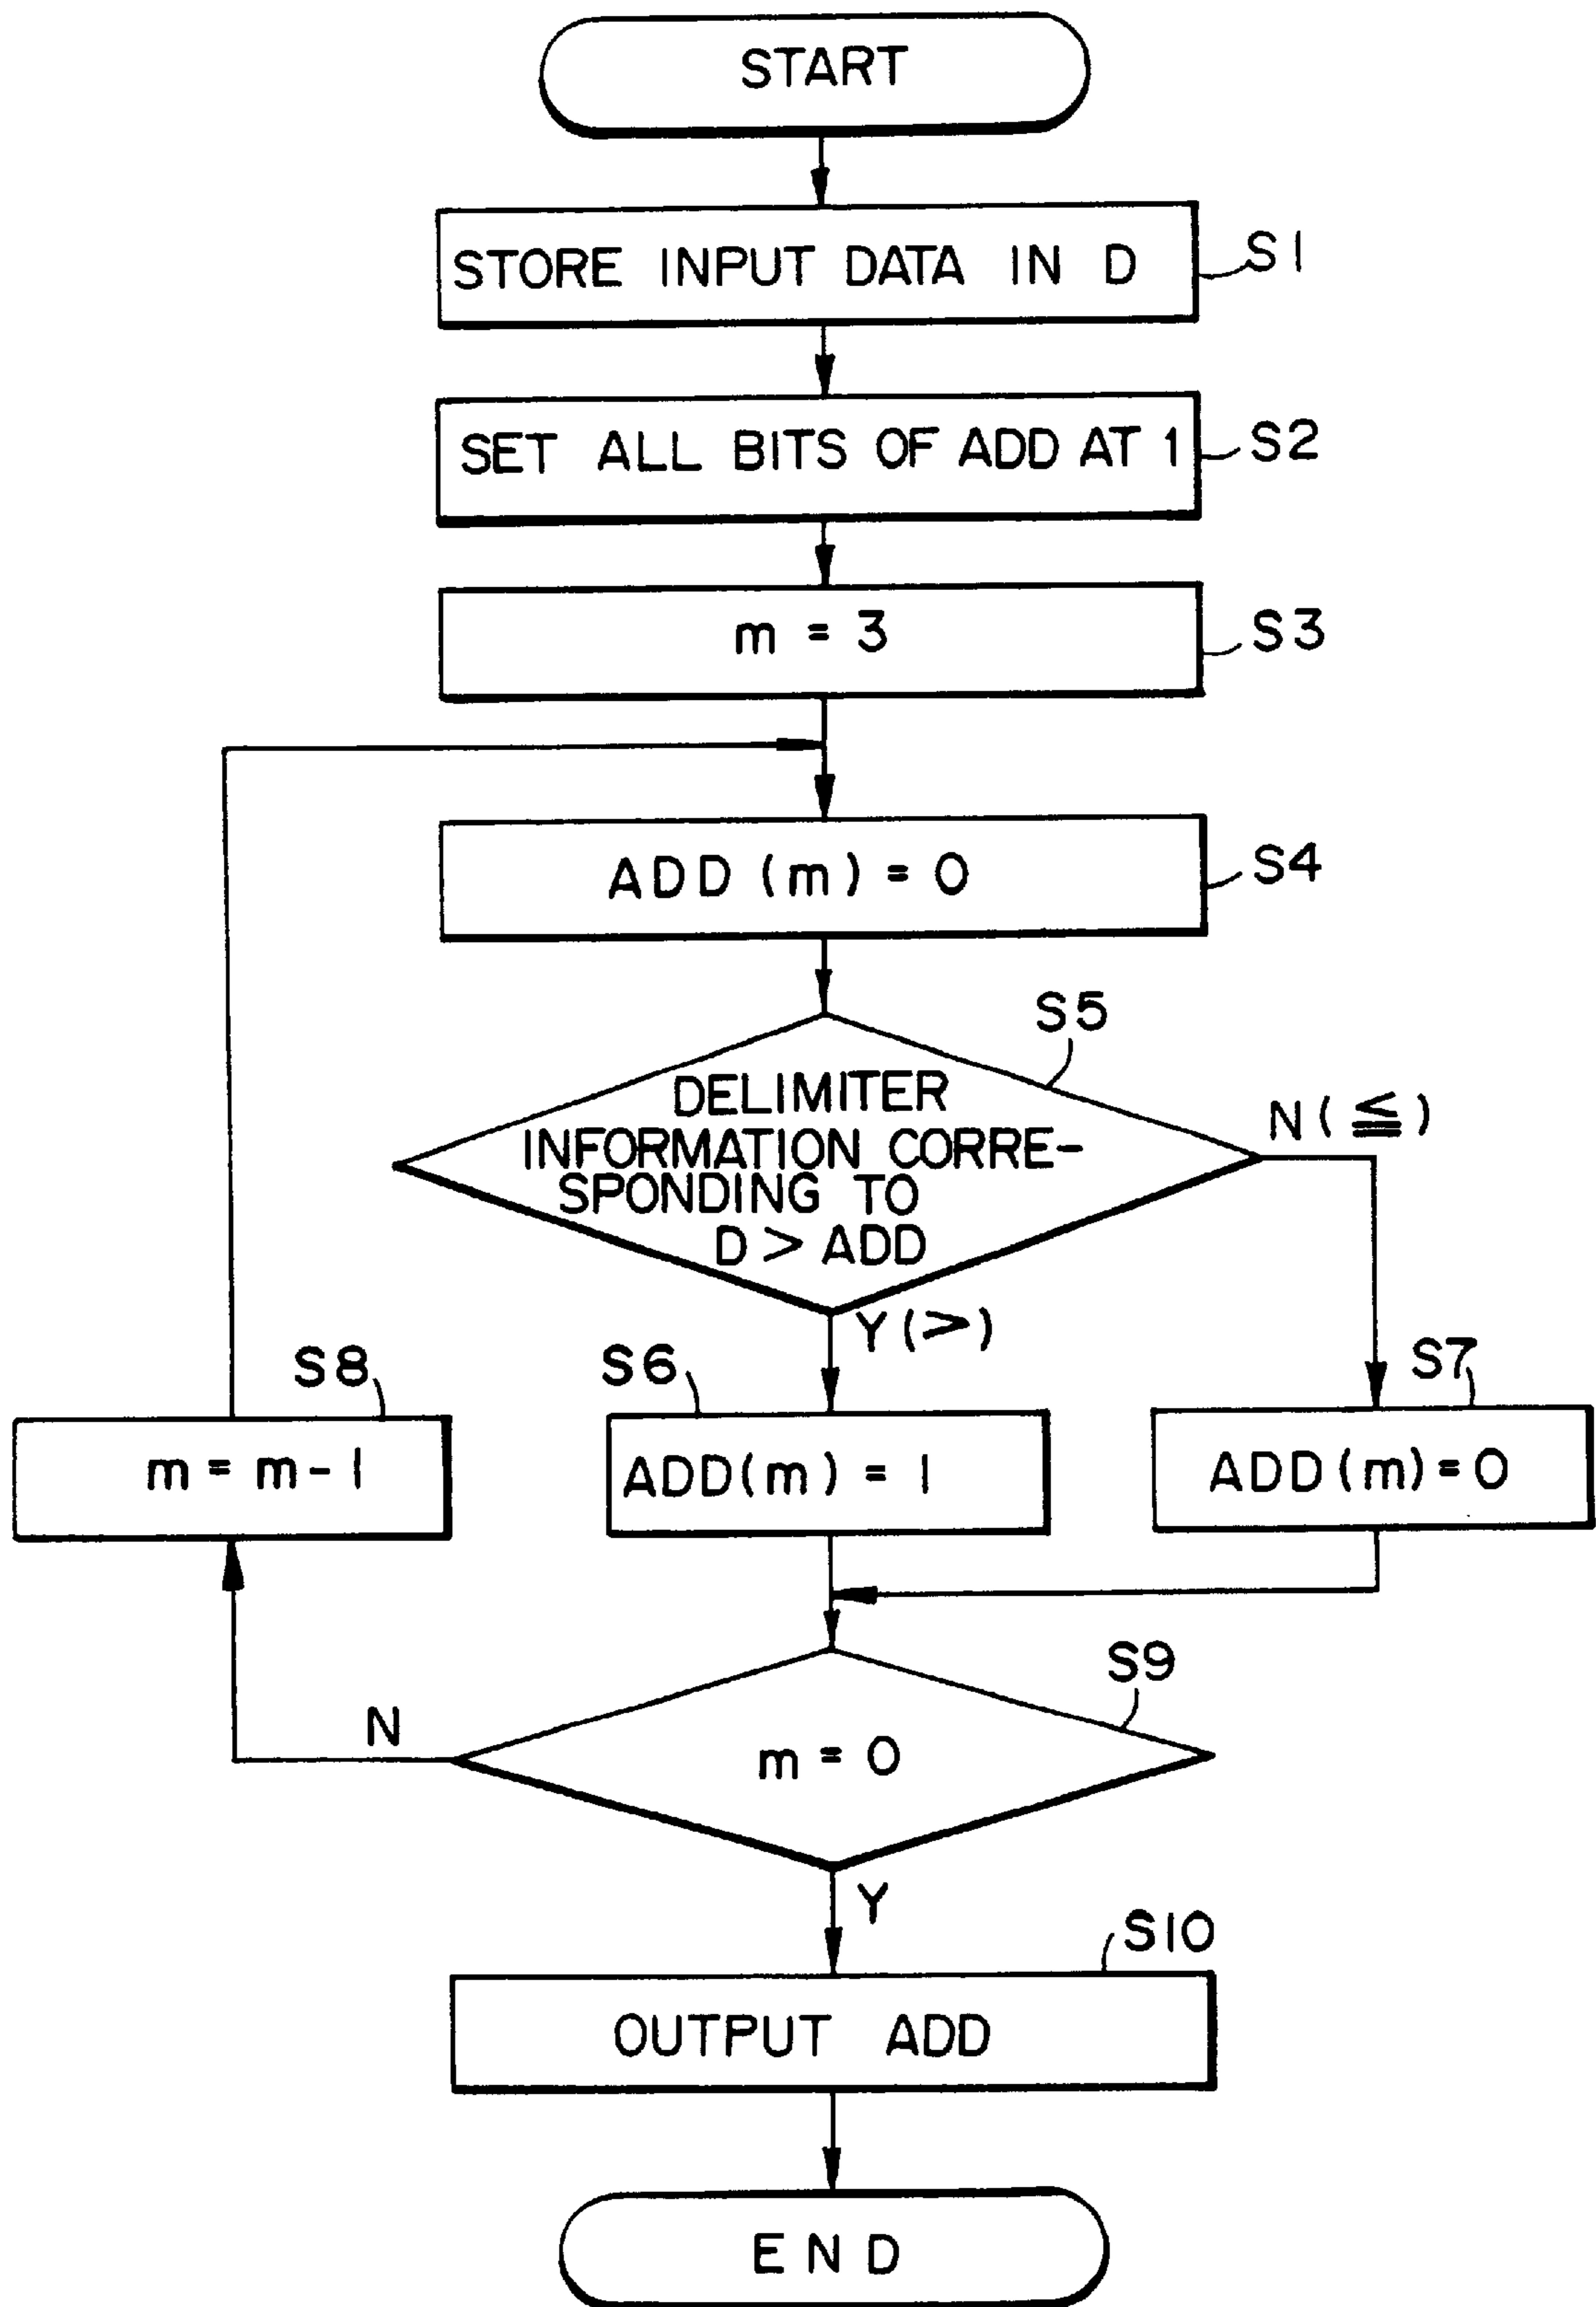 START
STORE INPUT DATA IN D
S1
SET ALL BITS OF ADD AT 1
S2
m = 3
S3
ADD (m) = 0
S4
S5
DELIMITER
INFORMATION CORRE-
SPONDING TO
D > ADD
N (≦)
Y (>)
S8
m = m - 1
S6
ADD(m) = 1
S7
ADD (m) = 0
S9
m = 0
N
Y
S10
OUTPUT ADD
END